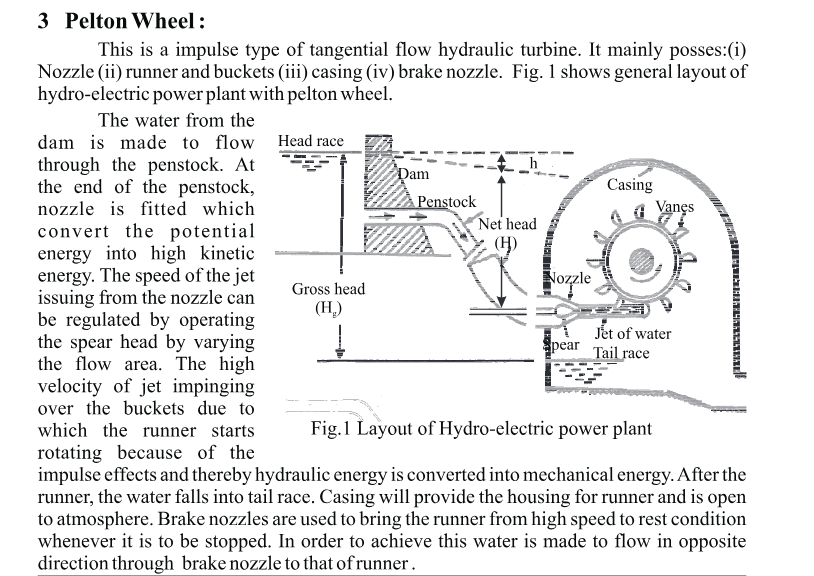 3 Pelton Wheel :
This is a impulse type of tangential flow hydraulic turbine. It mainly posses:(i)
Nozzle (ii) runner and buckets (iii) casing (iv) brake nozzle. Fig. 1 shows general layout of
hydro-electric power plant with pelton wheel.
The water from the
dam is made to flow
through the penstock. At
the end of the penstock,
nozzle is fitted which
convert the potential
energy into high kinetic
energy. The speed of the jet
issuing from the nozzle can
be regulated by operating
the spear head by varying
the flow area. The high
velocity of jet impinging
over the buckets due to
which the runner starts
rotating because of the
Head race
h
Dam
Casing
Penstock
Vanes
Net head
(H)
Nozzle
Gross head
(Hg)
Jet of water
Spear
Tail race
Fig.1 Layout of Hydro-electric power plant
impulse effects and thereby hydraulic energy is converted into mechanical energy. After the
runner, the water falls into tail race. Casing will provide the housing for runner and is open
to atmosphere. Brake nozzles are used to bring the runner from high speed to rest condition
whenever it is to be stopped. In order to achieve this water is made to flow in opposite
direction through brake nozzle to that of runner .